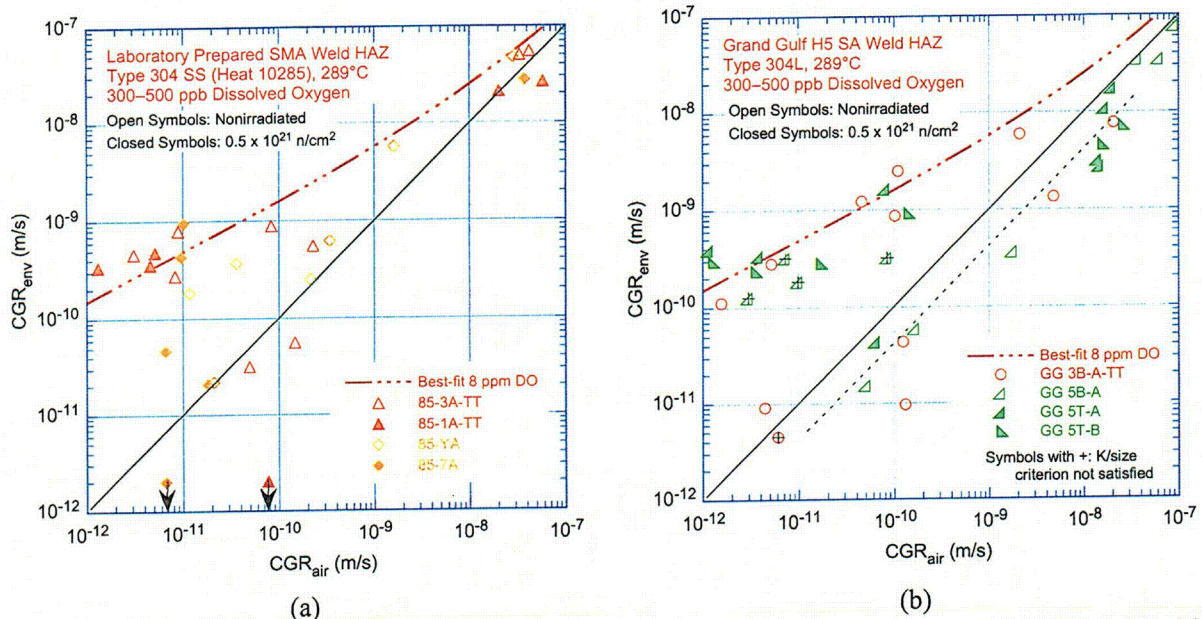 Laboratory Prepared SMA Weld HAZ
Type 304 SS (Heat 10285), 289°C
300–500 ppb Dissolved Oxygen
Open Symbols: Nonirradiated
Closed Symbols: 0.5 x 10²¹ n/cm²
10⁻⁷
10⁻⁸
10⁻⁹
10⁻¹⁰
10⁻¹¹
10⁻¹²
CGRenv (m/s)
Best-fit 8 ppm DO
85-3A-TT
85-1A-TT
85-YA
85-7A
10⁻¹² 10⁻¹¹ 10⁻¹⁰ 10⁻⁹ 10⁻⁸ 10⁻⁷
CGRair (m/s)
(a)
Grand Gulf H5 SA Weld HAZ
Type 304L, 289°C
300–500 ppb Dissolved Oxygen
Open Symbols: Nonirradiated
Closed Symbols: 0.5 x 10²¹ n/cm²
10⁻⁷
10⁻⁸
10⁻⁹
10⁻¹⁰
10⁻¹¹
10⁻¹²
CGRenv (m/s)
Best-fit 8 ppm DO
GG 3B-A-TT
GG 5B-A
GG 5T-A
GG 5T-B
Symbols with +: K/size
criterion not satisfied
10⁻¹² 10⁻¹¹ 10⁻¹⁰ 10⁻⁹ 10⁻⁸ 10⁻⁷
CGRair (m/s)
(b)